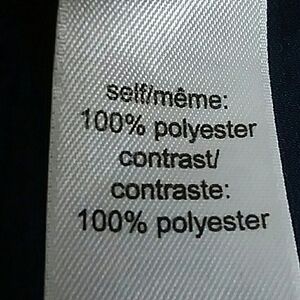 self/même:
100% polyester
contrast/
contraste:
100% polyester